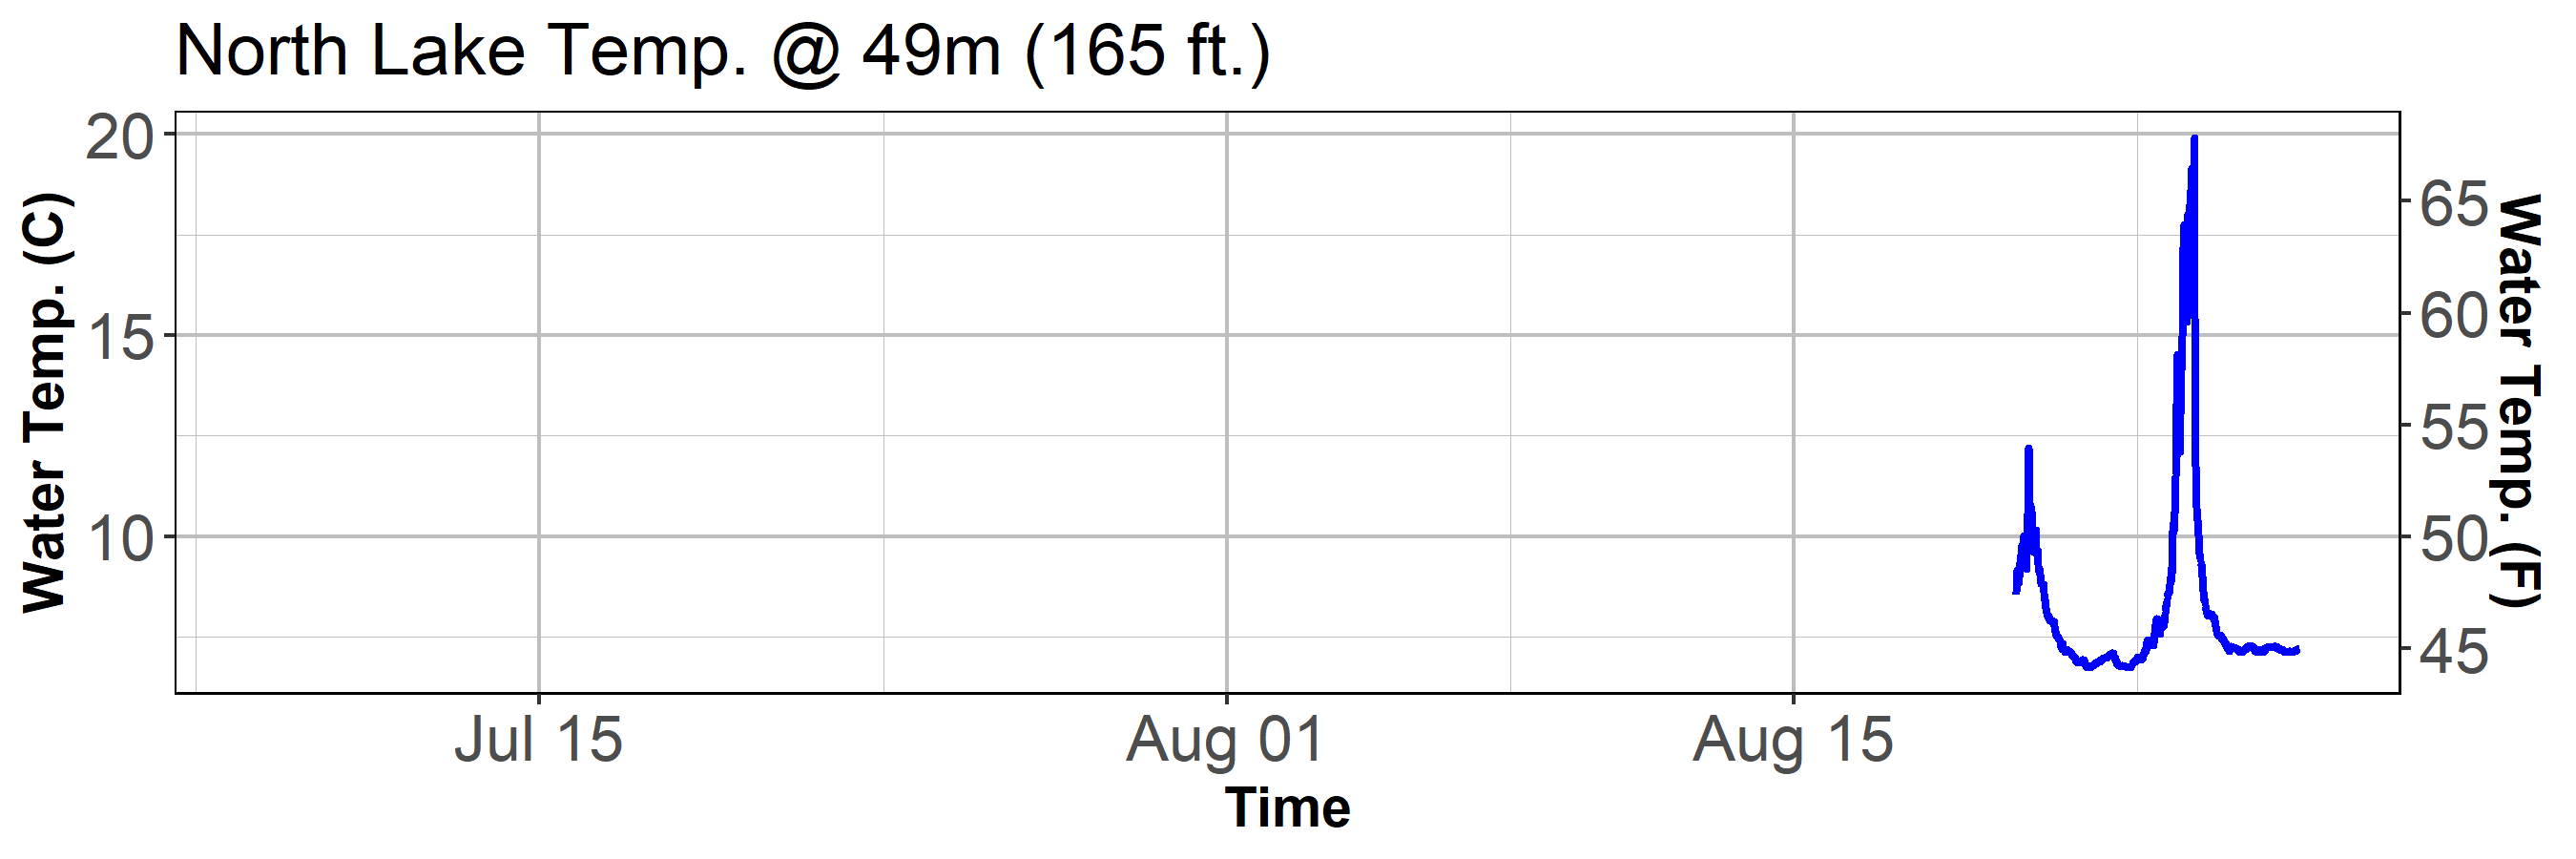 North Lake Temp. @ 49m (165 ft.)
20
15
10
Water Temp. (C)
65
60
55
50
45
Water Temp. (F)
Jul 15
Aug 01
Aug 15
Time